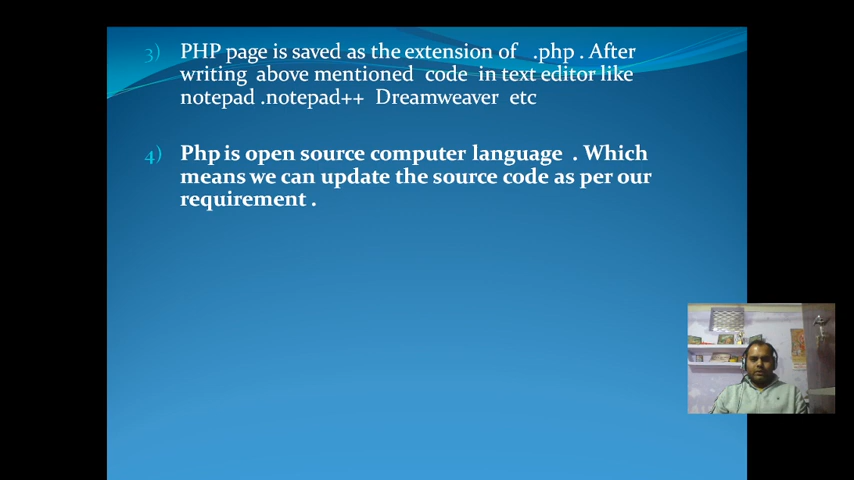 3) PHP page is saved as the extension of .php . After
writing above mentioned code in text editor like
notepad .notepad++ Dreamweaver etc
4) Php is open source computer language . Which
means we can update the source code as per our
requirement .